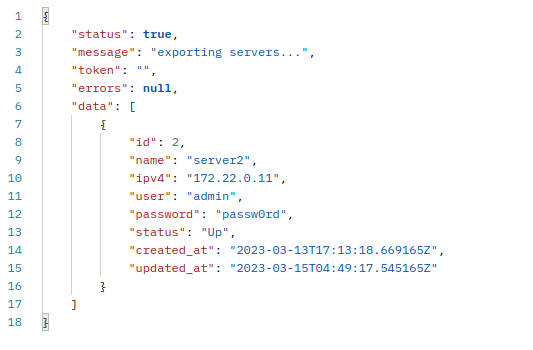 1 {
2 "status": true,
3 "message": "exporting servers...",
4 "token": "",
5 "errors": null,
6 "data": [
7 {
8 "id": 2,
9 "name": "server2",
10 "ipv4": "172.22.0.11",
11 "user": "admin",
12 "password": "passw0rd",
13 "status": "Up",
14 "created_at": "2023-03-13T17:13:18.669165Z",
15 "updated_at": "2023-03-15T04:49:17.545165Z"
16 }
17 ]
18 }